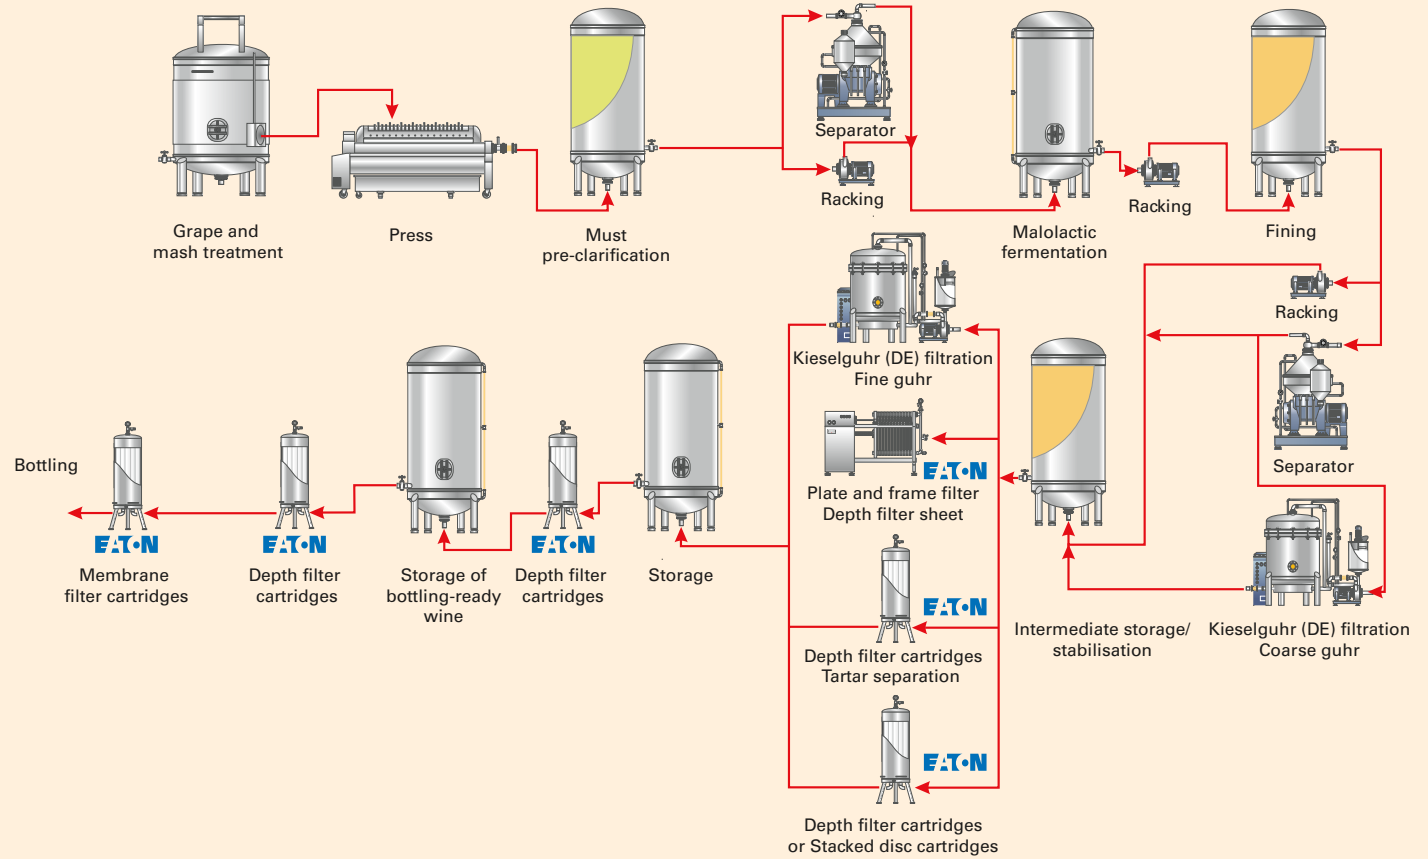 Grape and
mash treatment
Press
Must
pre-clarification
Separator
Racking
Malolactic
fermentation
Racking
Fining
Racking
Separator
Kieselguhr (DE) filtration
Coarse guhr
Intermediate storage/
stabilisation
Kieselguhr (DE) filtration
Fine guhr
EATON
Plate and frame filter
Depth filter sheet
EATON
Depth filter cartridges
Tartar separation
EATON
Depth filter cartridges
or Stacked disc cartridges
Storage
EATON
Depth filter
cartridges
Storage of
bottling-ready
wine
EATON
Depth filter
cartridges
EATON
Membrane
filter cartridges
Bottling